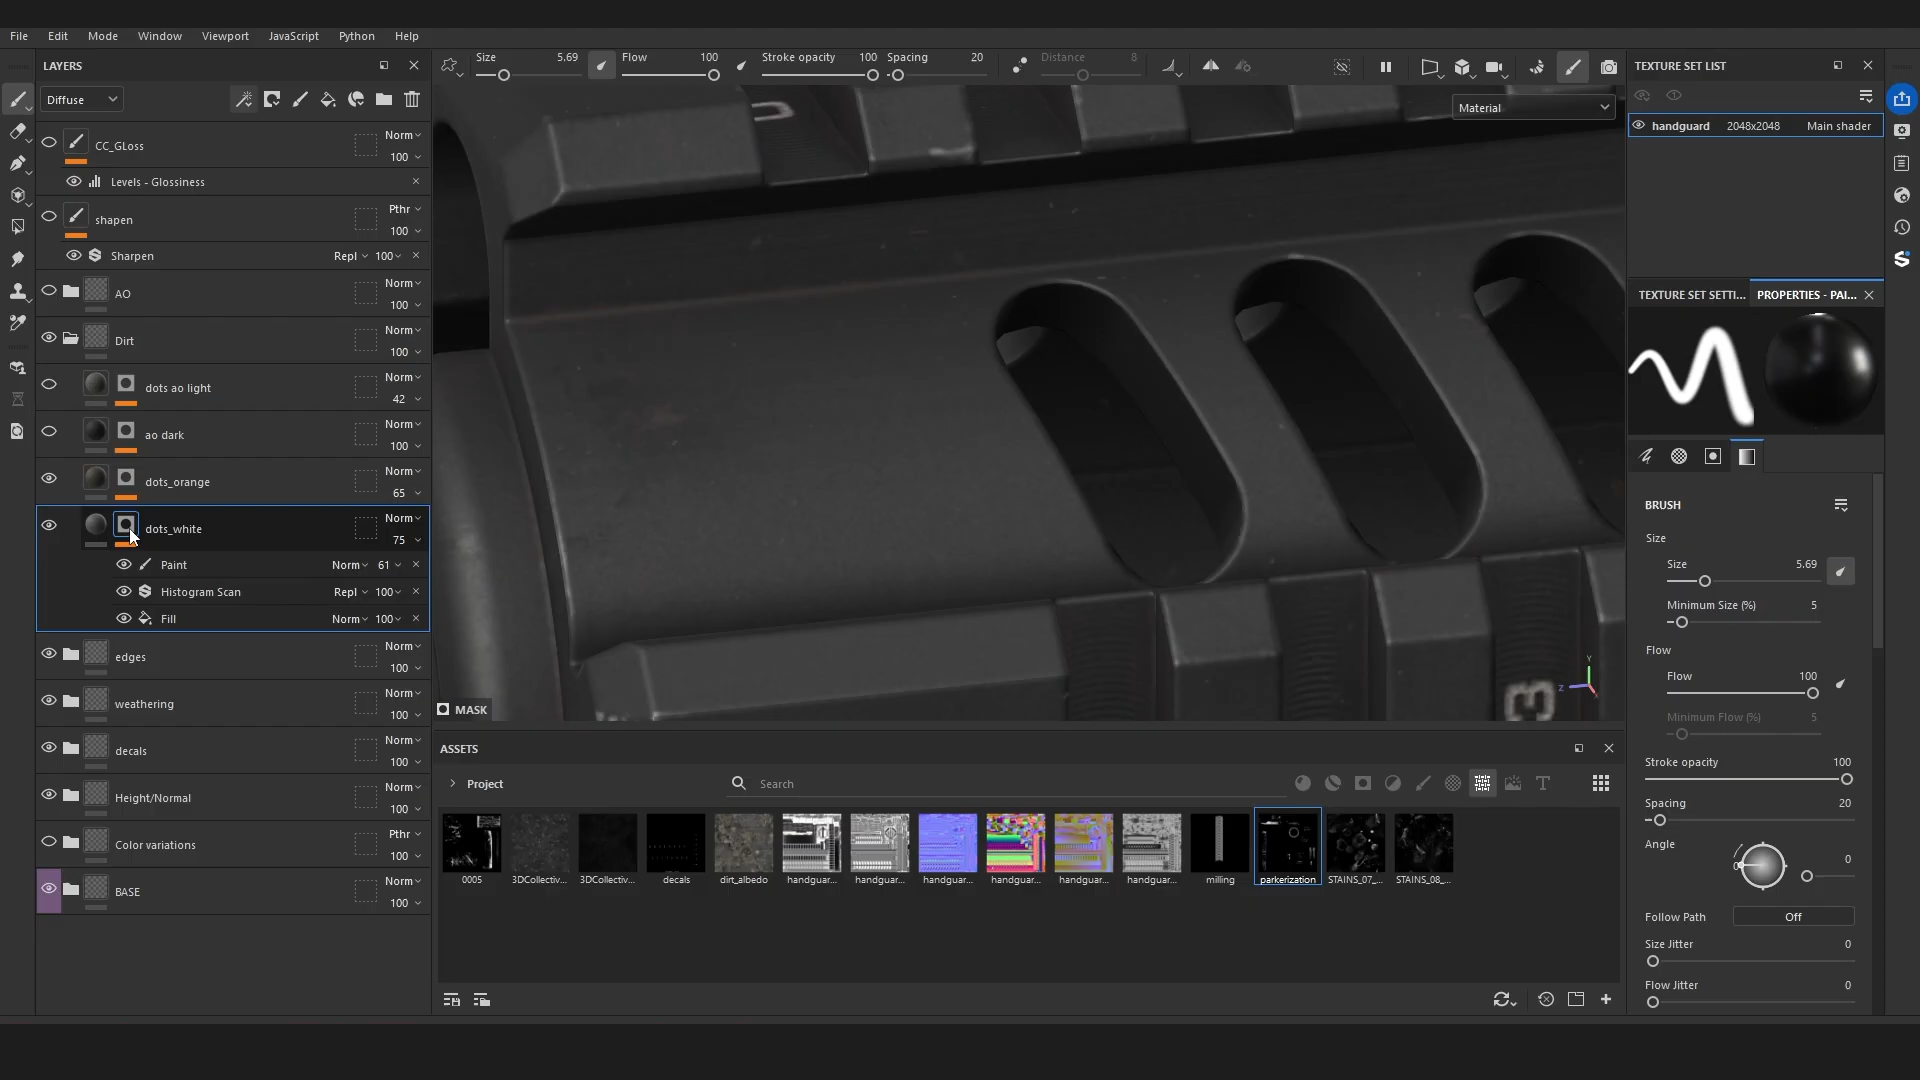 File Edit Mode Window Viewport JavaScript Python Help
LAYERS
Size 5.69 Flow 100 Stroke opacity 100 Spacing 20 Distance 8
TEXTURE SET LIST
Diffuse
Material
handguard 2048x2048 Main shader
CC_GLoss Norm 100
Levels - Glossiness
shapen Pthr 100
Sharpen Repl 100
AO Norm 100
Dirt Norm 100
dots ao light Norm 42
ao dark Norm 100
dots_orange Norm 65
dots_white Norm 75
Paint Norm 61
Histogram Scan Repl 100
Fill Norm 100
edges Norm 100
weathering Norm 100
decals Norm 100
Height/Normal Norm 100
Color variations Pthr 100
BASE Norm 100
Y
Z
3
MASK
ASSETS
Project
Search
0005 3DCollectiv... 3DCollectiv... decals dirt_albedo handguar... handguar... handguar... handguar... handguar... handguar... milling parkerization STAINS_07_... STAINS_08_...
TEXTURE SET SETTI... PROPERTIES - PAI...
BRUSH
Size
Size 5.69
Minimum Size (%) 5
Flow
Flow 100
Minimum Flow (%) 5
Stroke opacity 100
Spacing 20
Angle
0
Follow Path Off
Size Jitter 0
Flow Jitter 0